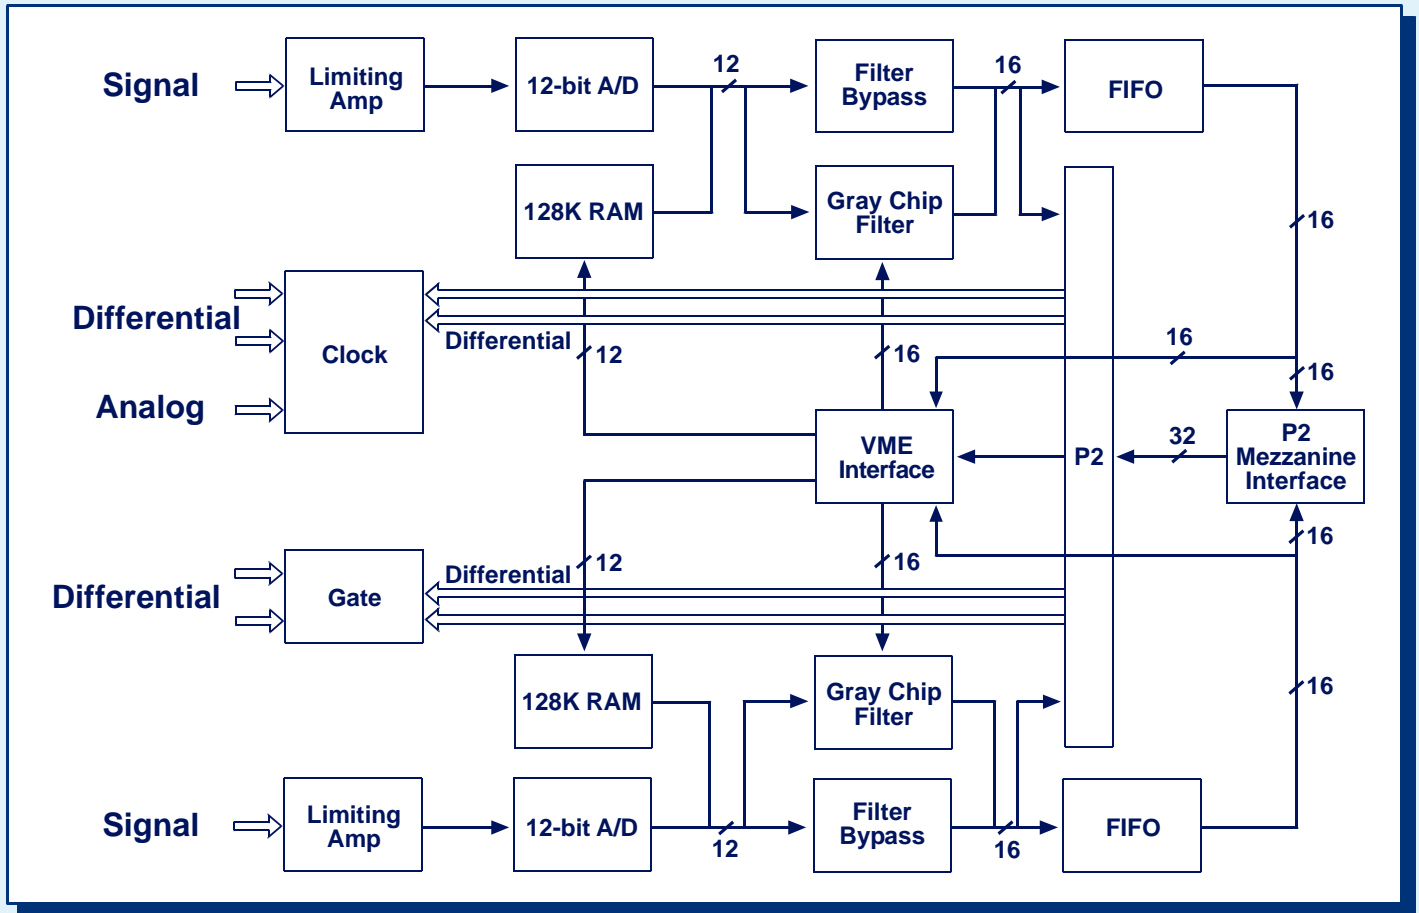 Signal
Limiting
Amp
12-bit A/D
12
Filter
Bypass
16
FIFO
128K RAM
Gray Chip
Filter
16
Differential
Clock
Differential
12
16
16
16
Analog
VME
Interface
P2
32
P2
Mezzanine
Interface
16
Differential
Gate
Differential
12
16
128K RAM
Gray Chip
Filter
16
Signal
Limiting
Amp
12-bit A/D
12
Filter
Bypass
16
FIFO